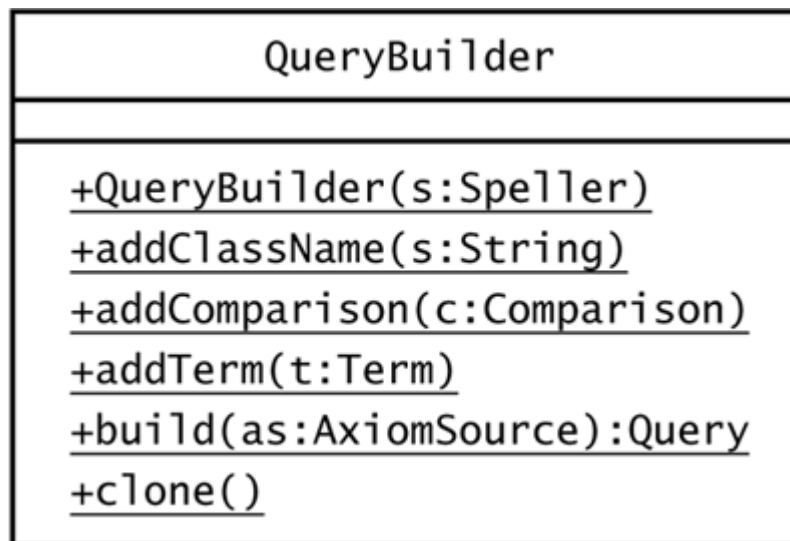 QueryBuilder
+QueryBuilder(s:Speller)
+addClassName(s:String)
+addComparison(c:Comparison)
+addTerm(t:Term)
+build(as:AxiomSource):Query
+clone()